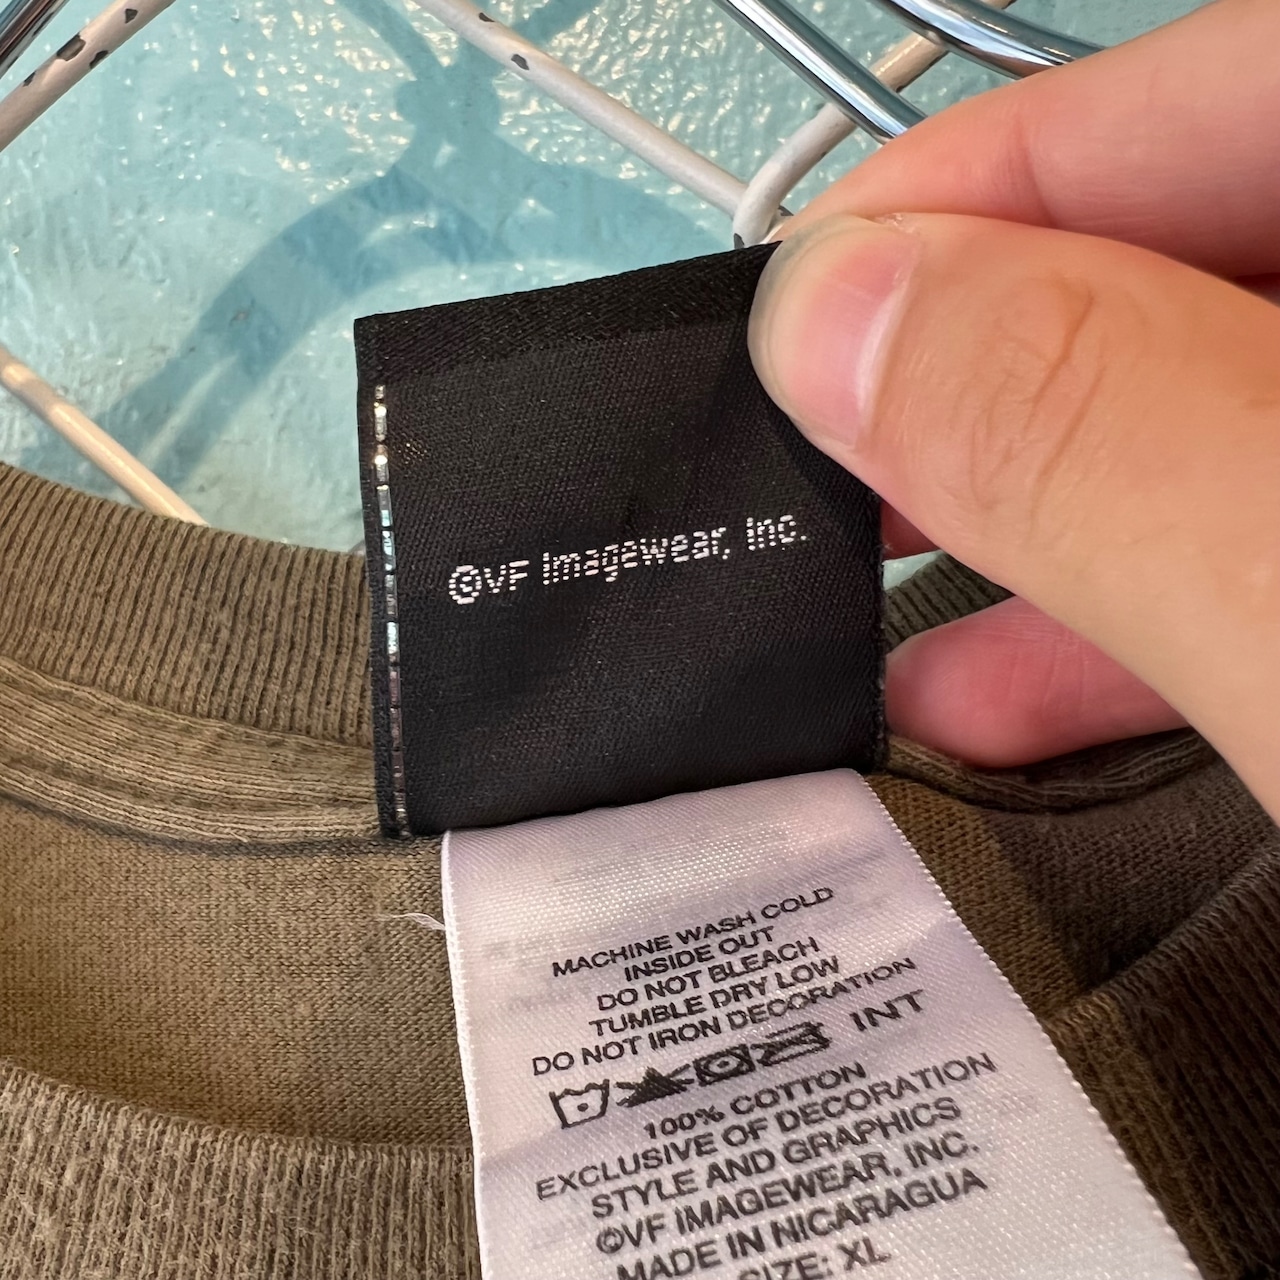 ©VF Imagewear, Inc.
MACHINE WASH COLD
INSIDE OUT
DO NOT BLEACH
TUMBLE DRY LOW
DO NOT IRON DECORATION
INT
100% COTTON
EXCLUSIVE OF DECORATION
STYLE AND GRAPHICS
©VF IMAGEWEAR, INC.
MADE IN NICARAGUA
SIZE: XL